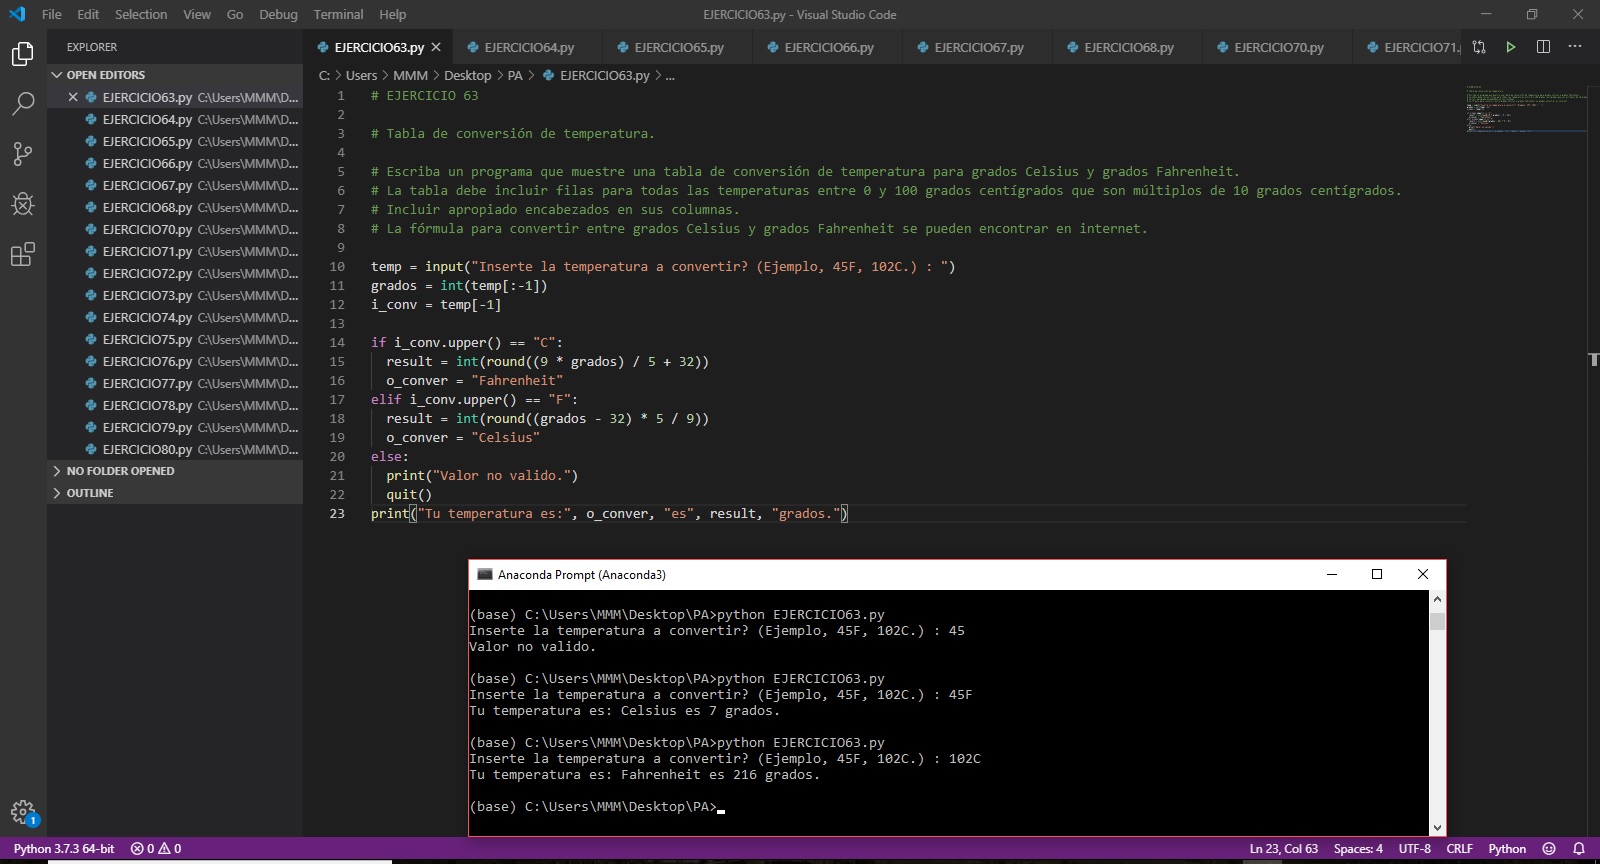 File Edit Selection View Go Debug Terminal Help
EJERCICIO63.py - Visual Studio Code
EXPLORER
OPEN EDITORS
EJERCICIO63.py C:\Users\MMM\D...
EJERCICIO64.py C:\Users\MMM\D...
EJERCICIO65.py C:\Users\MMM\D...
EJERCICIO66.py C:\Users\MMM\D...
EJERCICIO67.py C:\Users\MMM\D...
EJERCICIO68.py C:\Users\MMM\D...
EJERCICIO70.py C:\Users\MMM\D...
EJERCICIO71.py C:\Users\MMM\D...
EJERCICIO72.py C:\Users\MMM\D...
EJERCICIO73.py C:\Users\MMM\D...
EJERCICIO74.py C:\Users\MMM\D...
EJERCICIO75.py C:\Users\MMM\D...
EJERCICIO76.py C:\Users\MMM\D...
EJERCICIO77.py C:\Users\MMM\D...
EJERCICIO78.py C:\Users\MMM\D...
EJERCICIO79.py C:\Users\MMM\D...
EJERCICIO80.py C:\Users\MMM\D...
NO FOLDER OPENED
OUTLINE
1
EJERCICIO63.py EJERCICIO64.py EJERCICIO65.py EJERCICIO66.py EJERCICIO67.py EJERCICIO68.py EJERCICIO70.py EJERCICIO71.
C: > Users > MMM > Desktop > PA > EJERCICIO63.py > ...
1 # EJERCICIO 63
2
3 # Tabla de conversión de temperatura.
4
5 # Escriba un programa que muestre una tabla de conversión de temperatura para grados Celsius y grados Fahrenheit.
6 # La tabla debe incluir filas para todas las temperaturas entre 0 y 100 grados centígrados que son múltiplos de 10 grados centígrados.
7 # Incluir apropiado encabezados en sus columnas.
8 # La fórmula para convertir entre grados Celsius y grados Fahrenheit se pueden encontrar en internet.
9
10 temp = input("Inserte la temperatura a convertir? (Ejemplo, 45F, 102C.) : ")
11 grados = int(temp[:-1])
12 i_conv = temp[-1]
13
14 if i_conv.upper() == "C":
15 result = int(round((9 * grados) / 5 + 32))
16 o_conver = "Fahrenheit"
17 elif i_conv.upper() == "F":
18 result = int(round((grados - 32) * 5 / 9))
19 o_conver = "Celsius"
20 else:
21 print("Valor no valido.")
22 quit()
23 print("Tu temperatura es:", o_conver, "es", result, "grados.")
Anaconda Prompt (Anaconda3)
(base) C:\Users\MMM\Desktop\PA>python EJERCICIO63.py
Inserte la temperatura a convertir? (Ejemplo, 45F, 102C.) : 45
Valor no valido.
(base) C:\Users\MMM\Desktop\PA>python EJERCICIO63.py
Inserte la temperatura a convertir? (Ejemplo, 45F, 102C.) : 45F
Tu temperatura es: Celsius es 7 grados.
(base) C:\Users\MMM\Desktop\PA>python EJERCICIO63.py
Inserte la temperatura a convertir? (Ejemplo, 45F, 102C.) : 102C
Tu temperatura es: Fahrenheit es 216 grados.
(base) C:\Users\MMM\Desktop\PA>
Python 3.7.3 64-bit 0 0 Ln 23, Col 63 Spaces: 4 UTF-8 CRLF Python